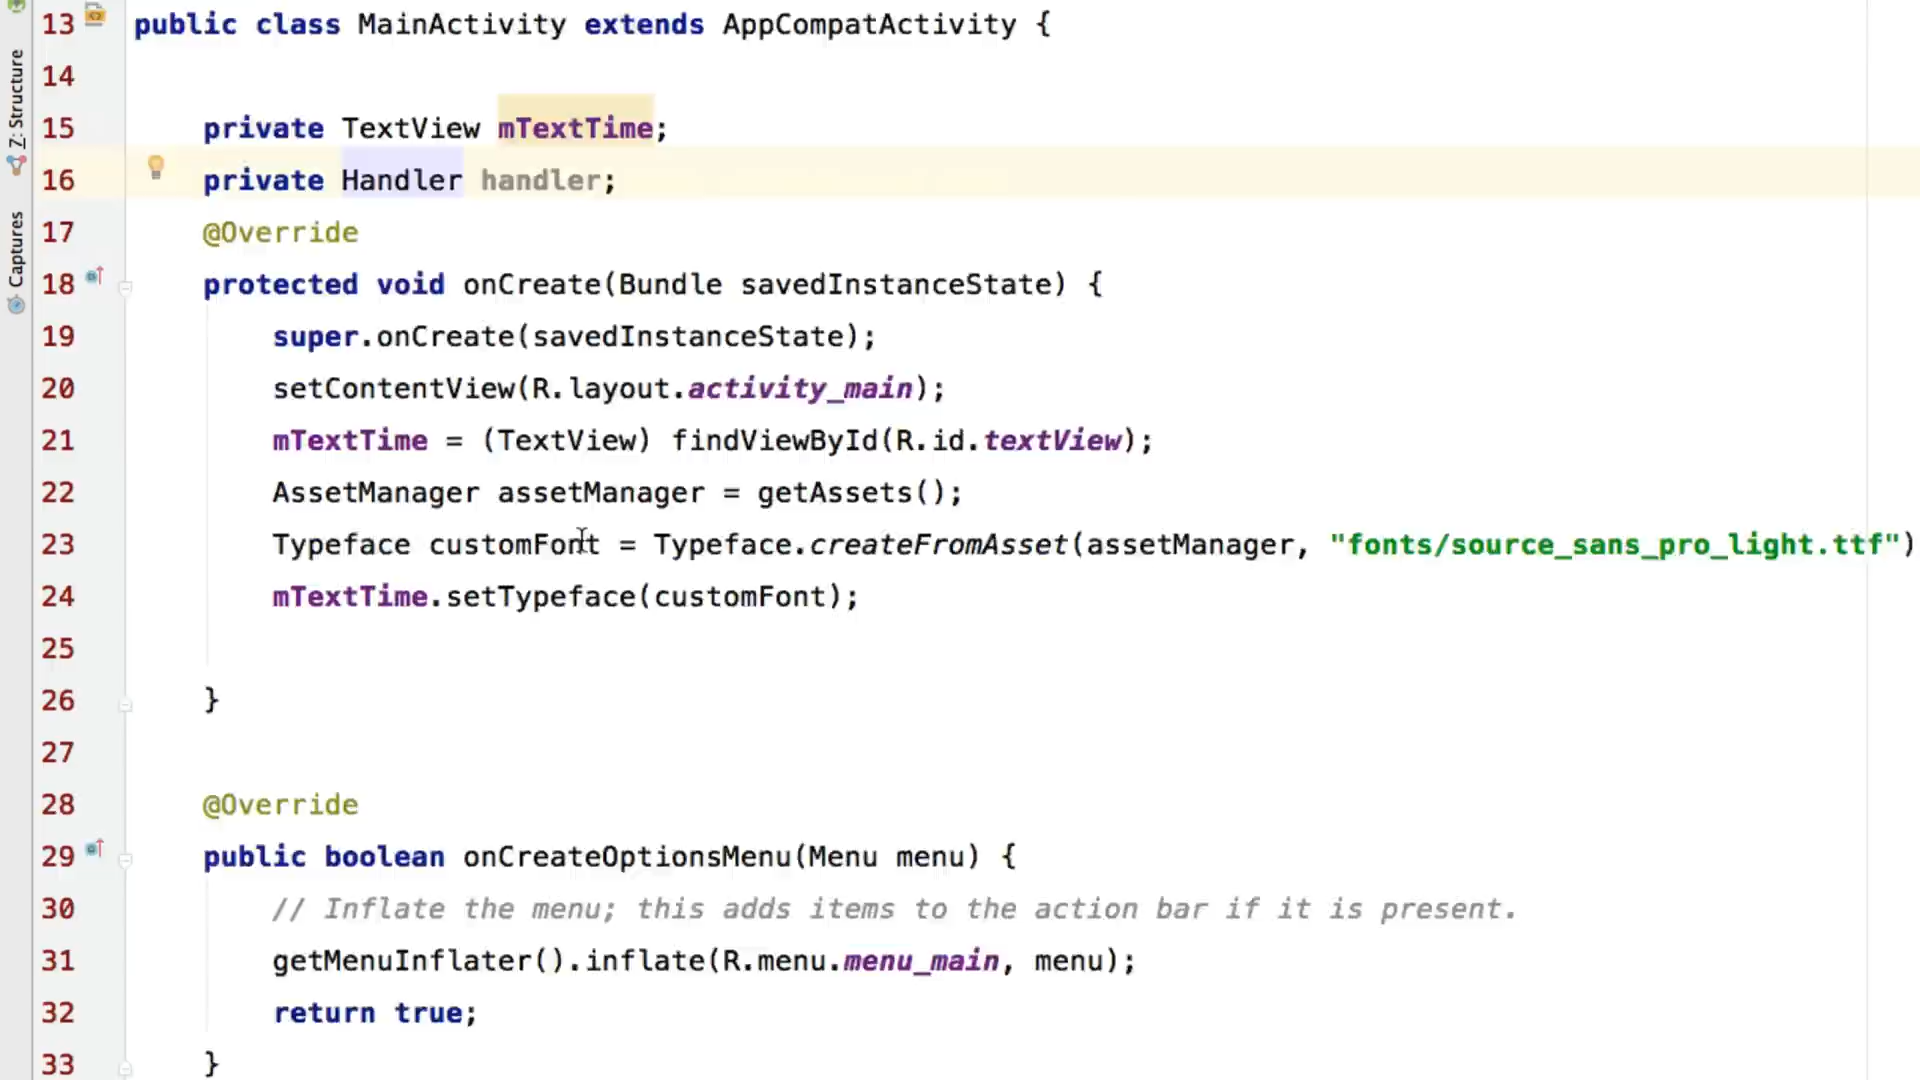 Z: Structure
Captures
13 public class MainActivity extends AppCompatActivity {
14
15 private TextView mTextTime;
16 private Handler handler;
17 @Override
18 protected void onCreate(Bundle savedInstanceState) {
19 super.onCreate(savedInstanceState);
20 setContentView(R.layout.activity_main);
21 mTextTime = (TextView) findViewById(R.id.textView);
22 AssetManager assetManager = getAssets();
23 Typeface customFont = Typeface.createFromAsset(assetManager, "fonts/source_sans_pro_light.ttf")
24 mTextTime.setTypeface(customFont);
25
26 }
27
28 @Override
29 public boolean onCreateOptionsMenu(Menu menu) {
30 // Inflate the menu; this adds items to the action bar if it is present.
31 getMenuInflater().inflate(R.menu.menu_main, menu);
32 return true;
33 }